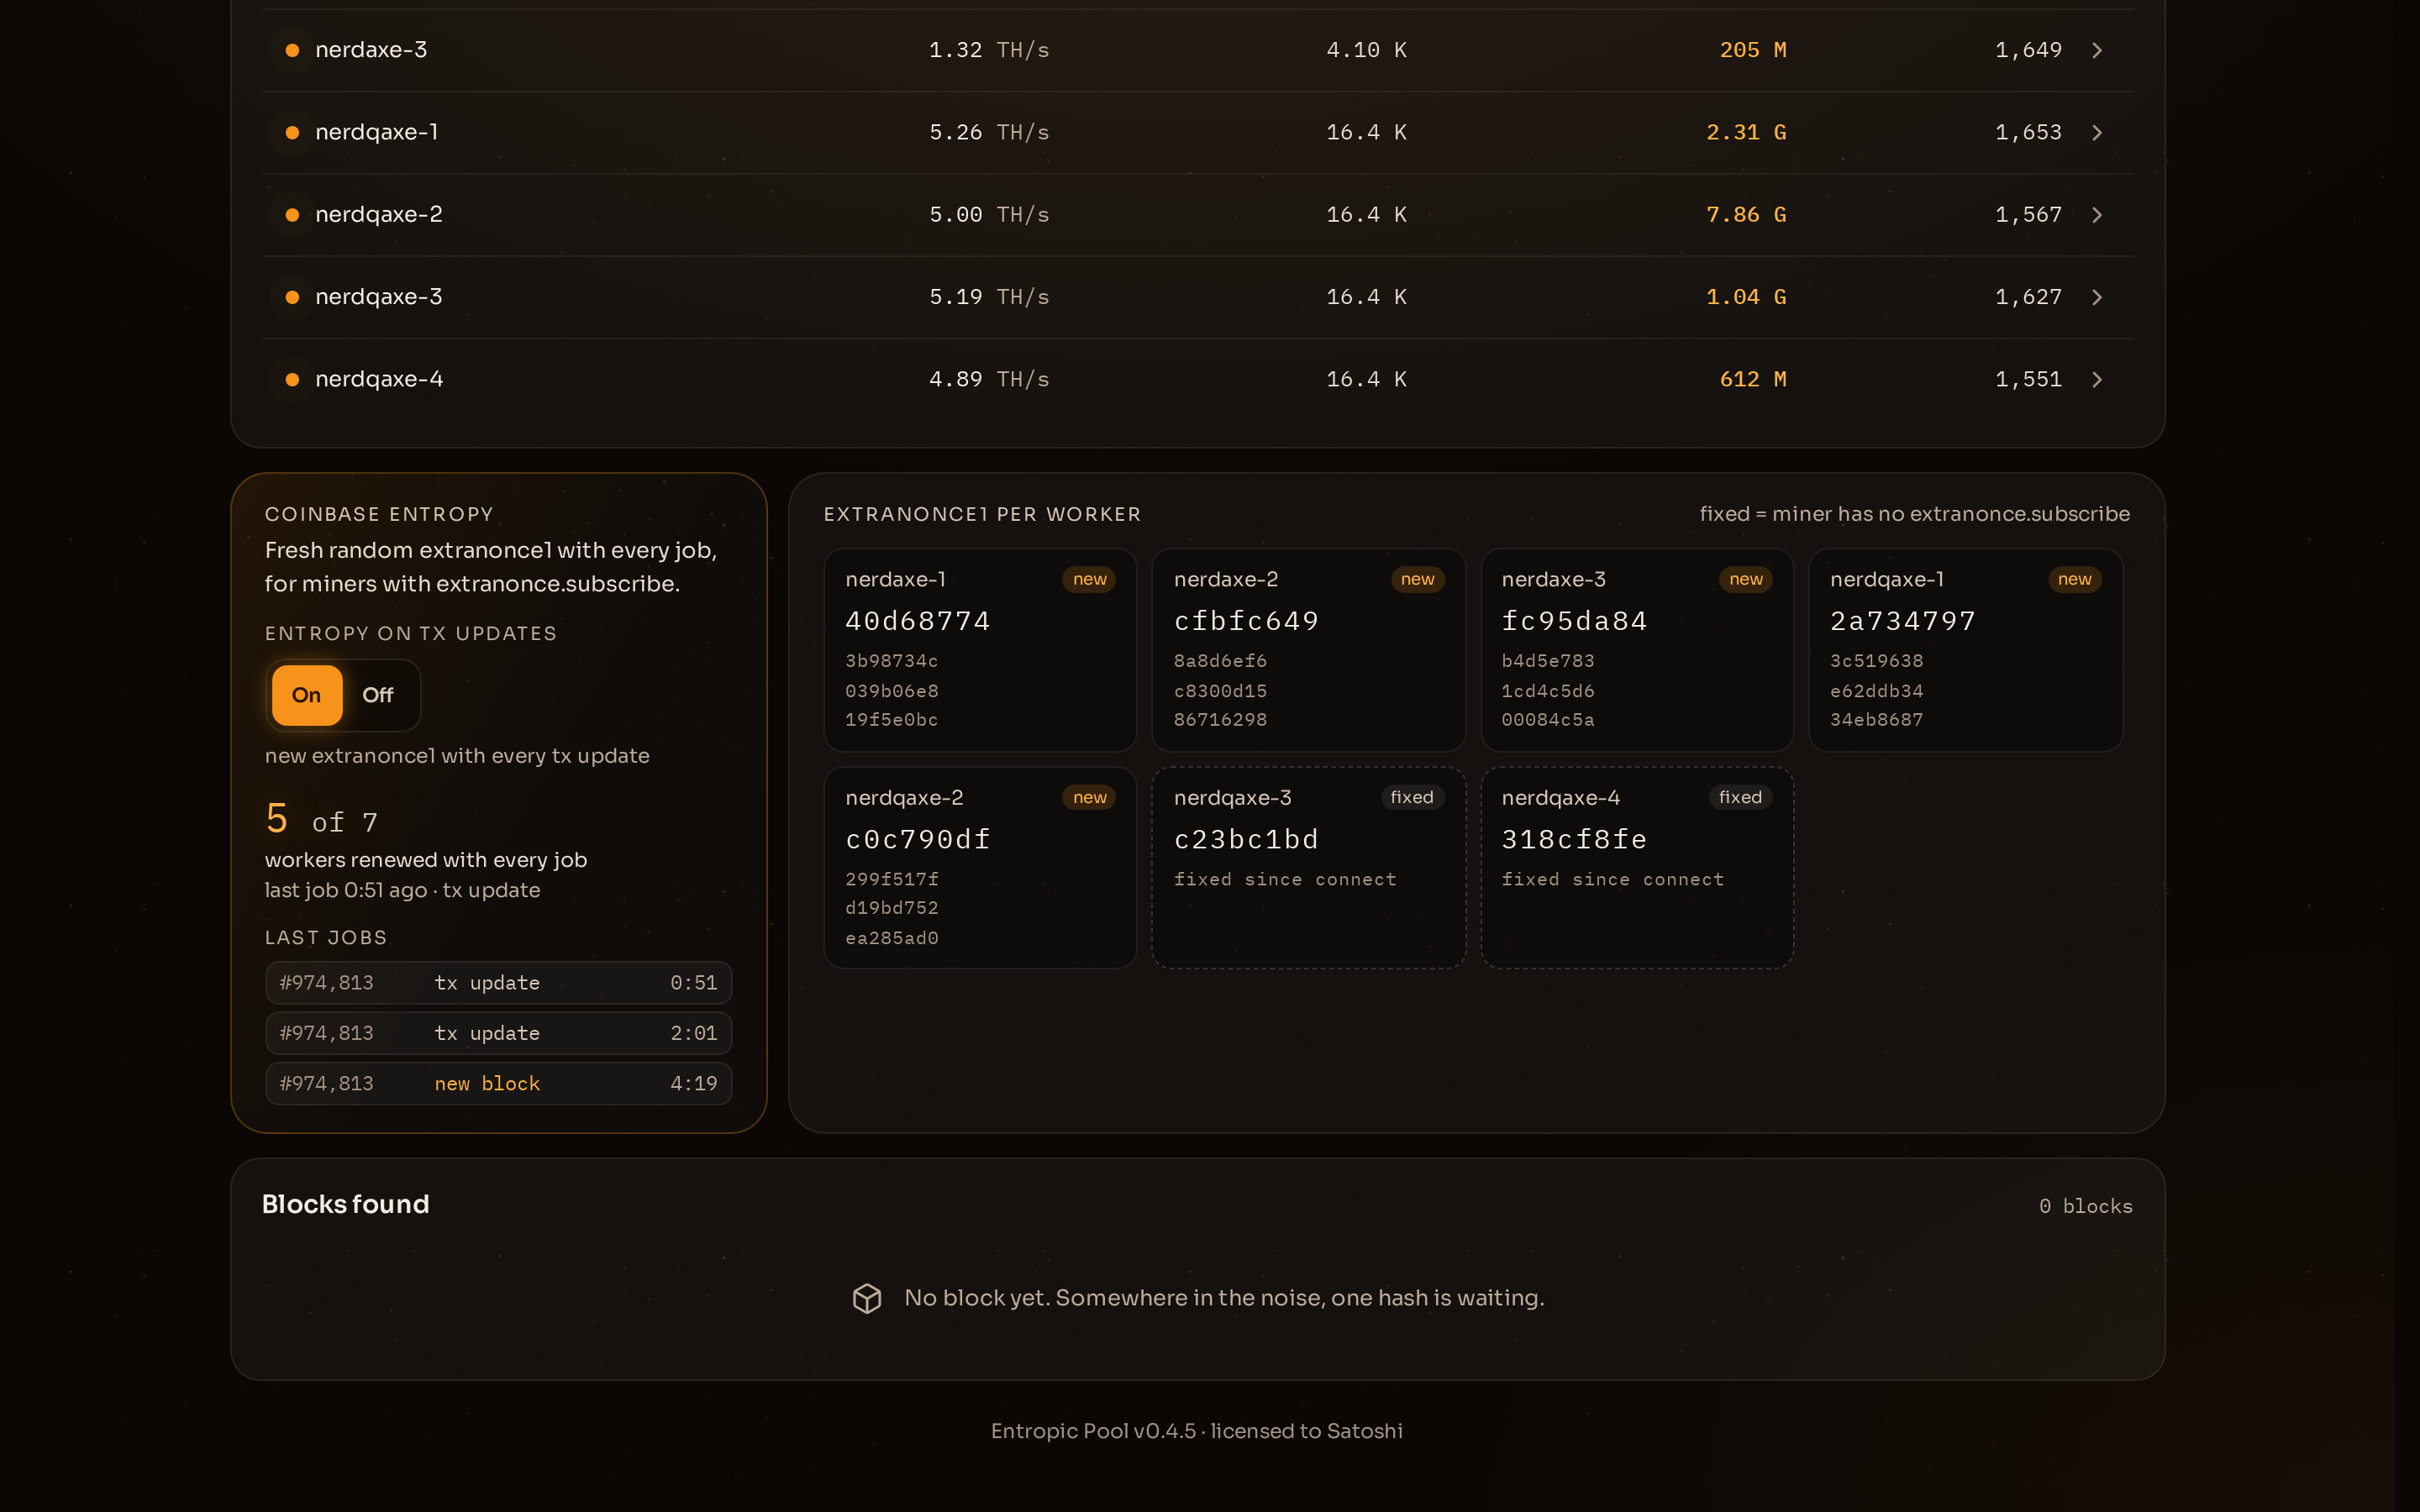 nerdaxe-3 1.32 TH/s 4.10 K 205 M 1,649
nerdqaxe-1 5.26 TH/s 16.4 K 2.31 G 1,653
nerdqaxe-2 5.00 TH/s 16.4 K 7.86 G 1,567
nerdqaxe-3 5.19 TH/s 16.4 K 1.04 G 1,627
nerdqaxe-4 4.89 TH/s 16.4 K 612 M 1,551
COINBASE ENTROPY
Fresh random extranonce1 with every job,
for miners with extranonce.subscribe.
ENTROPY ON TX UPDATES
On Off
new extranonce1 with every tx update
5 of 7
workers renewed with every job
last job 0:51 ago · tx update
LAST JOBS
#974,813 tx update 0:51
#974,813 tx update 2:01
#974,813 new block 4:19
EXTRANONCE1 PER WORKER fixed = miner has no extranonce.subscribe
nerdaxe-1 new
40d68774
3b98734c
039b06e8
19f5e0bc
nerdaxe-2 new
cfbfc649
8a8d6ef6
c8300d15
86716298
nerdaxe-3 new
fc95da84
b4d5e783
1cd4c5d6
00084c5a
nerdqaxe-1 new
2a734797
3c519638
e62ddb34
34eb8687
nerdqaxe-2 new
c0c790df
299f517f
d19bd752
ea285ad0
nerdqaxe-3 fixed
c23bc1bd
fixed since connect
nerdqaxe-4 fixed
318cf8fe
fixed since connect
Blocks found 0 blocks
No block yet. Somewhere in the noise, one hash is waiting.
Entropic Pool v0.4.5 · licensed to Satoshi